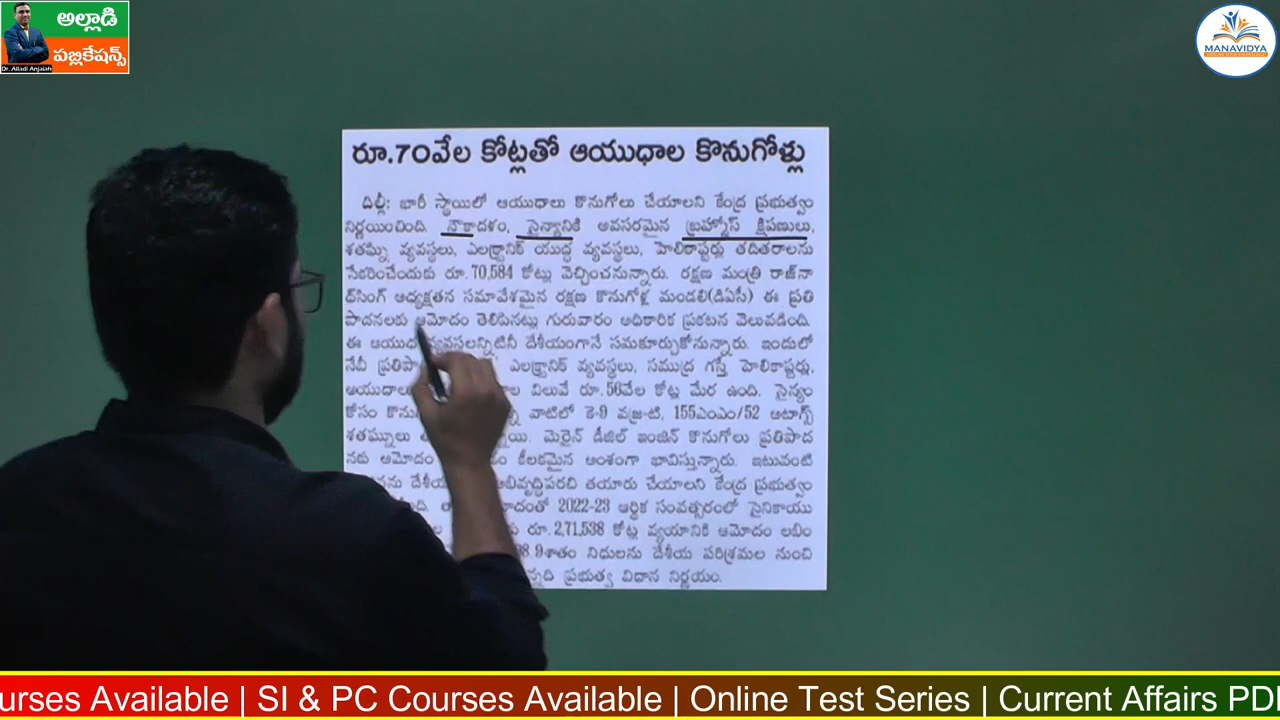 అల్లాడి
పబ్లికేషన్స్
Dr. Alladi Anjaiah
MANAVIDYA
రూ.70వేల కోట్లతో ఆయుధాల కొనుగోళ్లు
దిల్లీ: భారీ స్థాయిలో ఆయుధాలు కొనుగోలు చేయాలని కేంద్ర ప్రభుత్వం
నిర్ణయించింది. నౌకాదళం, సైన్యానికి అవసరమైన బ్రహ్మోస్ క్షిపణులు,
శతఘ్ని వ్యవస్థలు, ఎలక్ట్రానిక్ యుద్ధ వ్యవస్థలు, హెలికాప్టర్లు తదితరాలను
సేకరించేందుకు రూ.70,584 కోట్లు వెచ్చించనున్నారు. రక్షణ మంత్రి రాజ్‌నా
థ్‌సింగ్ అధ్యక్షతన సమావేశమైన రక్షణ కొనుగోళ్ల మండలి(డిఏసీ) ఈ ప్రతి
పాదనలకు ఆమోదం తెలిపినట్లు గురువారం అధికారిక ప్రకటన వెలువడింది.
ఈ ఆయుధ వ్యవస్థలన్నిటినీ దేశీయంగానే సమకూర్చుకోనున్నారు. ఇందులో
నేవీ ఎలక్ట్రానిక్ వ్యవస్థలు, సముద్ర గస్తీ హెలికాప్టర్లు,
విలువే రూ.56వేల కోట్ల మేర ఉంది. సైన్యం
కోసం వాటిలో కె-9 వజ్ర-టి, 155ఎంఎం/52 అటాగ్స్
శతఘ్నులు మెరైన్ డీజిల్ ఇంజిన్ కొనుగోలు ప్రతిపాద
నకు ఆమోదం కీలకమైన అంశంగా భావిస్తున్నారు. ఇటువంటి
అభివృద్ధిపరచి తయారు చేయాలని కేంద్ర ప్రభుత్వం
2022-23 ఆర్థిక సంవత్సరంలో సైనికాయు
రూ.2,71,538 కోట్ల వ్యయానికి ఆమోదం లభిం
నిధులను దేశీయ పరిశ్రమల నుంచి
ప్రభుత్వ విధాన నిర్ణయం.
urses Available | SI & PC Courses Available | Online Test Series | Current Affairs PD